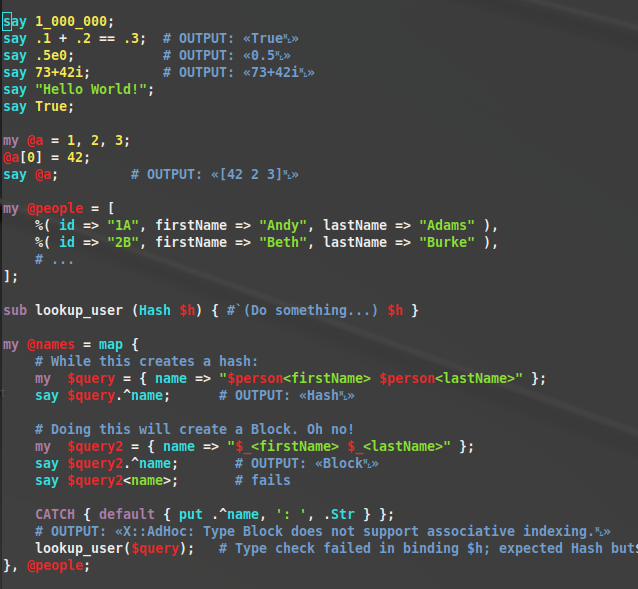 say 1_000_000;
say .1 + .2 == .3;  # OUTPUT: «True␤»
say .5e0;           # OUTPUT: «0.5␤»
say 73+42i;         # OUTPUT: «73+42i␤»
say "Hello World!";
say True;

my @a = 1, 2, 3;
@a[0] = 42;
say @a;         # OUTPUT: «[42 2 3]␤»

my @people = [
    %( id => "1A", firstName => "Andy", lastName => "Adams" ),
    %( id => "2B", firstName => "Beth", lastName => "Burke" ),
    # ...
];

sub lookup_user (Hash $h) { #`(Do something...) $h }

my @names = map {
    # While this creates a hash:
    my  $query = { name => "$person<firstName> $person<lastName>" };
    say $query.^name;      # OUTPUT: «Hash␤»

    # Doing this will create a Block. Oh no!
    my  $query2 = { name => "$_<firstName> $_<lastName>" };
    say $query2.^name;       # OUTPUT: «Block␤»
    say $query2<name>;       # fails

    CATCH { default { put .^name, ': ', .Str } };
    # OUTPUT: «X::AdHoc: Type Block does not support associative indexing.␤»
    lookup_user($query);   # Type check failed in binding $h; expected Hash but$
}, @people;